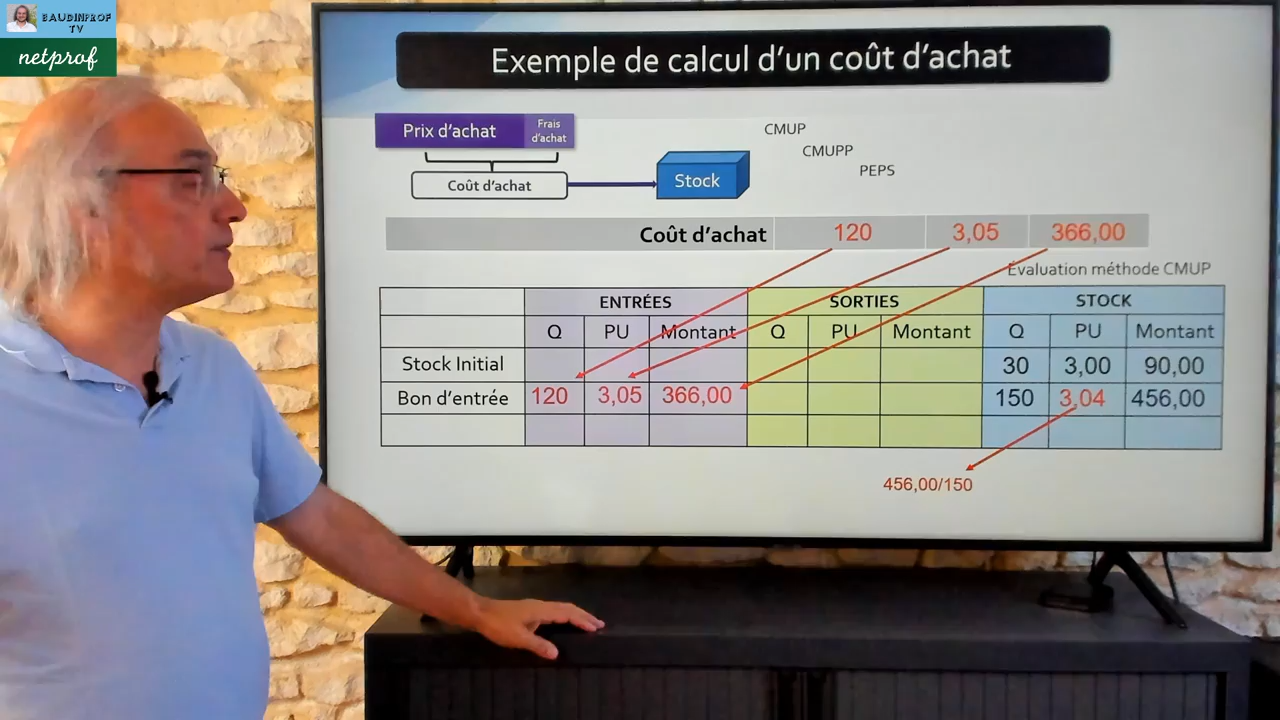 BAUDINPROF
TV
netprof
Exemple de calcul d'un coût d'achat
Prix d'achat
Frais
d'achat
Coût d'achat
Stock
CMUP
CMUPP
PEPS
Coût d'achat 120 3,05 366,00
Évaluation méthode CMUP
ENTRÉES SORTIES STOCK
Q PU Montant Q PU Montant Q PU Montant
Stock Initial 30 3,00 90,00
Bon d'entrée 120 3,05 366,00 150 3,04 456,00
456,00/150